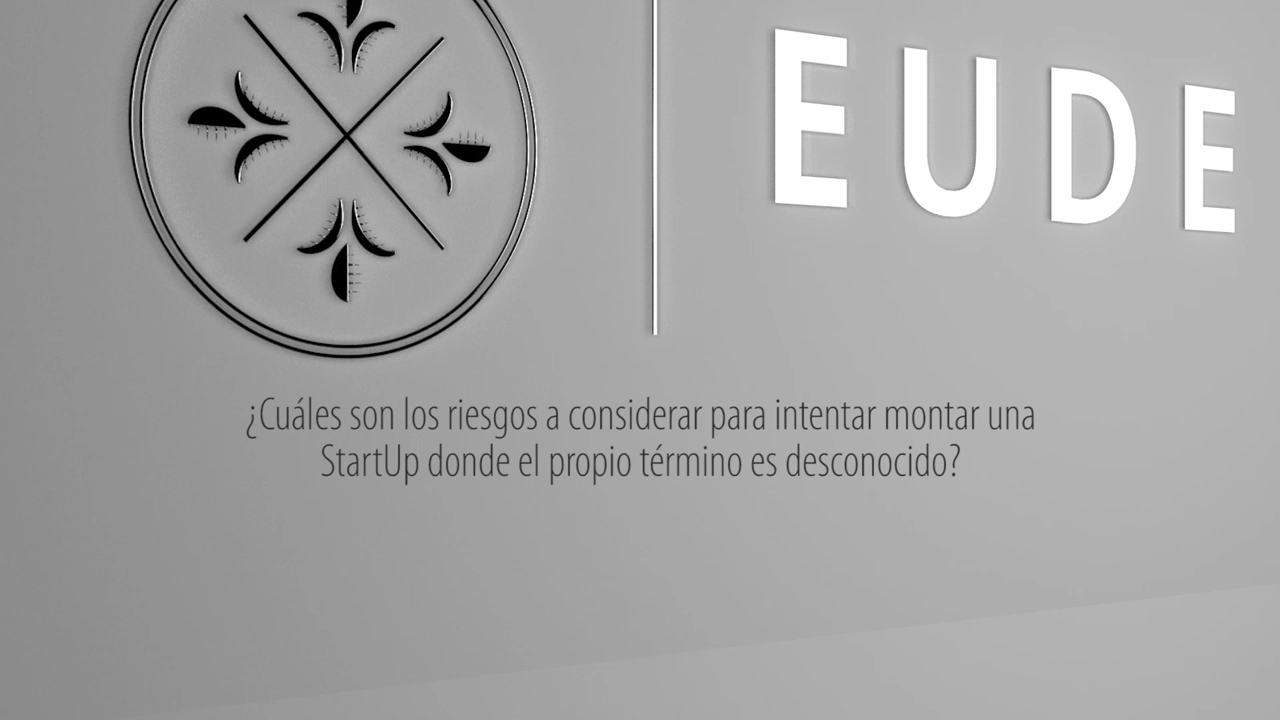 EUDE
¿Cuáles son los riesgos a considerar para intentar montar una
StartUp donde el propio término es desconocido?